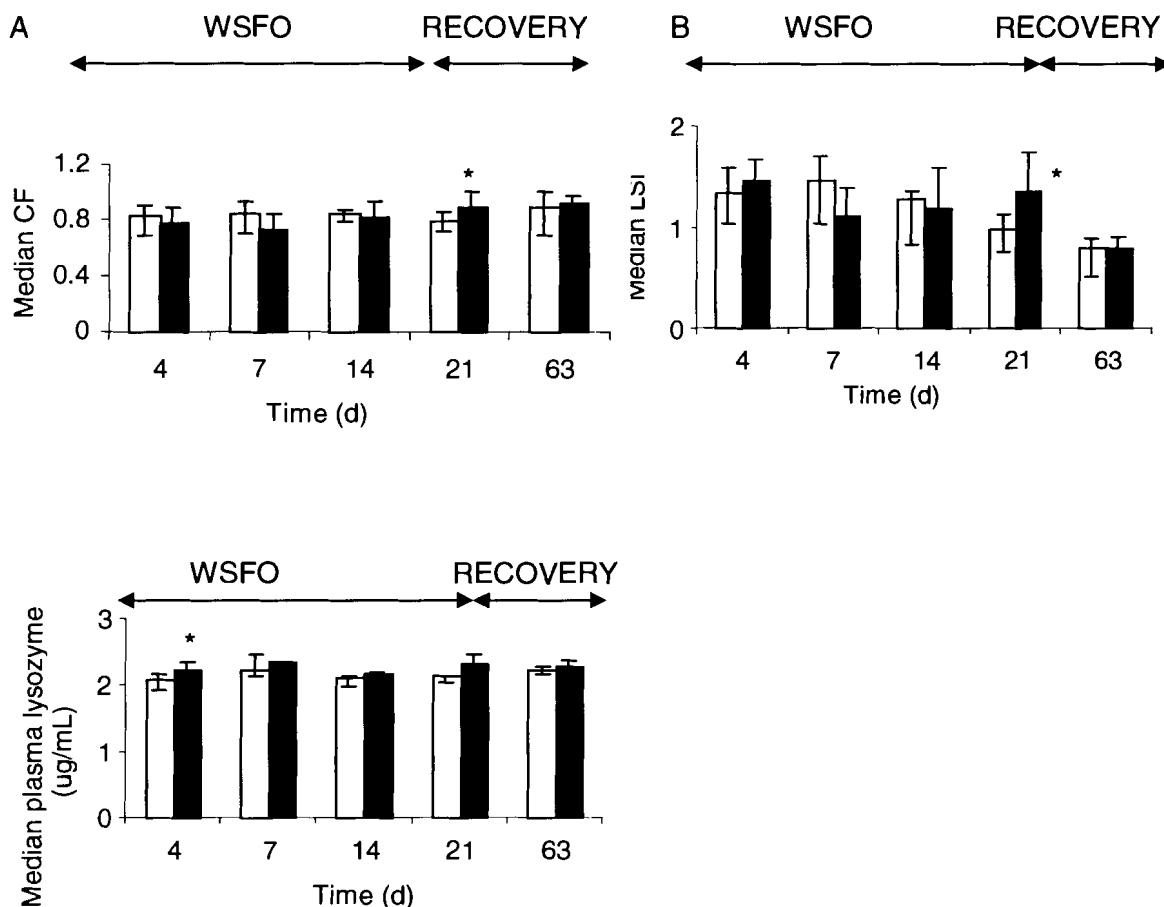 A
WSFO RECOVERY
Median CF
1.2
0.8
0.4
0
*
4 7 14 21 63
Time (d)
B
WSFO RECOVERY
Median LSI
2
1
0
*
4 7 14 21 63
Time (d)
WSFO RECOVERY
Median plasma lysozyme
(ug/mL)
3
2
1
0
*
4 7 14 21 63
Time (d)